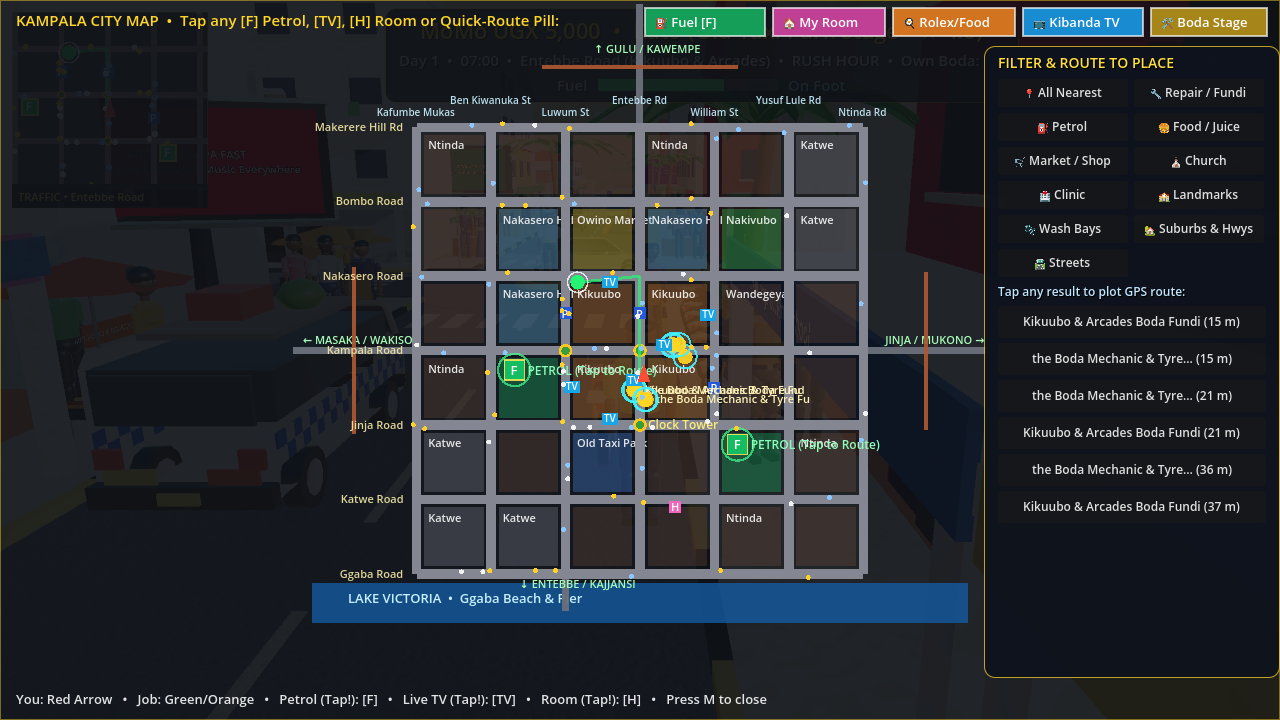 KAMPALA CITY MAP • Tap any [F] Petrol, [TV], [H] Room or Quick-Route Pill:
Fuel [F]
My Room
Rolex/Food
Kibanda TV
Boda Stage
MoMo UGX 5,000 •
↑ GULU / KAWEMPE
Day 1 • 07:00 • Entebbe Road (Kikuubo & Arcades) • RUSH HOUR • Own Boda:
Fuel
On Foot
FILTER & ROUTE TO PLACE
All Nearest
Repair / Fundi
Petrol
Food / Juice
Market / Shop
Church
Clinic
Landmarks
Wash Bays
Suburbs & Hwys
Streets
Tap any result to plot GPS route:
Kikuubo & Arcades Boda Fundi (15 m)
the Boda Mechanic & Tyre... (15 m)
the Boda Mechanic & Tyre... (21 m)
Kikuubo & Arcades Boda Fundi (21 m)
the Boda Mechanic & Tyre... (36 m)
Kikuubo & Arcades Boda Fundi (37 m)
Kafumbe Mukas
Ben Kiwanuka St
Luwum St
Entebbe Rd
William St
Yusuf Lule Rd
Ntinda Rd
Makerere Hill Rd
Bombo Road
Nakasero Road
Kampala Road
Jinja Road
Katwe Road
Ggaba Road
Ntinda
Ntinda
Katwe
Nakasero H
Owino Mar
Nakasero H
Nakivubo
Katwe
TV
Nakasero H
Kikuubo
Kikuubo
Wandegeya
P
P
TV
← MASAKA / WAKISO
JINJA / MUKONO →
TV
Ntinda
F
PETROL (Tap to Route)
Kikuubo
Kikuubo
TV
TV
P
the Boda Mechanic & Tyre Fu
TV
Clock Tower
Katwe
Old Taxi Park
F
PETROL (Tap to Route)
Ntinda
Katwe
Katwe
H
Ntinda
↓ ENTEBBE / KAJJANSI
LAKE VICTORIA • Ggaba Beach & Pier
TRAFFIC • Entebbe Road
You: Red Arrow • Job: Green/Orange • Petrol (Tap!): [F] • Live TV (Tap!): [TV] • Room (Tap!): [H] • Press M to close